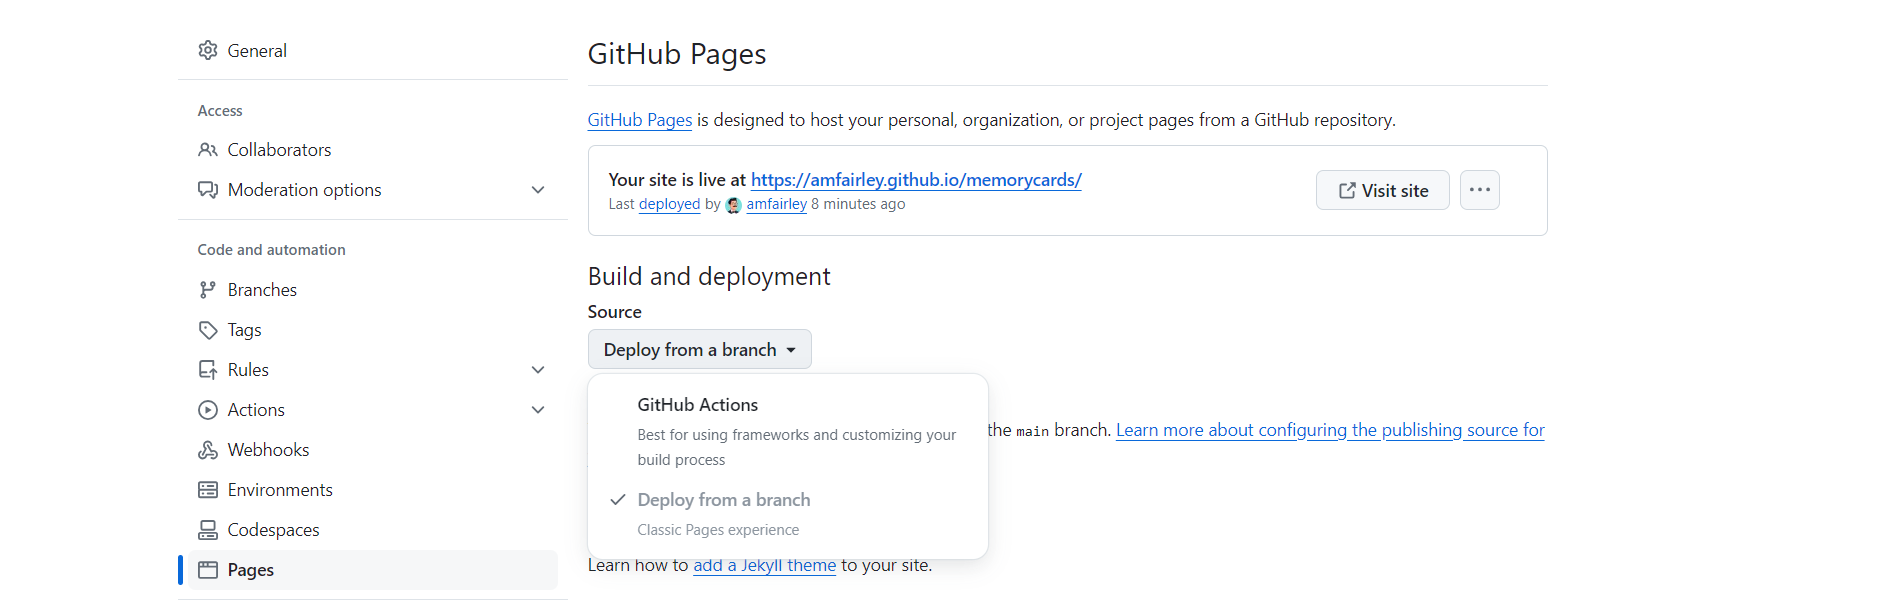 General
Access
Collaborators
Moderation options
Code and automation
Branches
Tags
Rules
Actions
Webhooks
Environments
Codespaces
Pages
GitHub Pages
GitHub Pages is designed to host your personal, organization, or project pages from a GitHub repository.
Your site is live at https://amfairley.github.io/memorycards/
Last deployed by amfairley 8 minutes ago
Visit site
Build and deployment
Source
Deploy from a branch
GitHub Actions
Best for using frameworks and customizing your
build process
Deploy from a branch
Classic Pages experience
the main branch. Learn more about configuring the publishing source for
Learn how to add a Jekyll theme to your site.